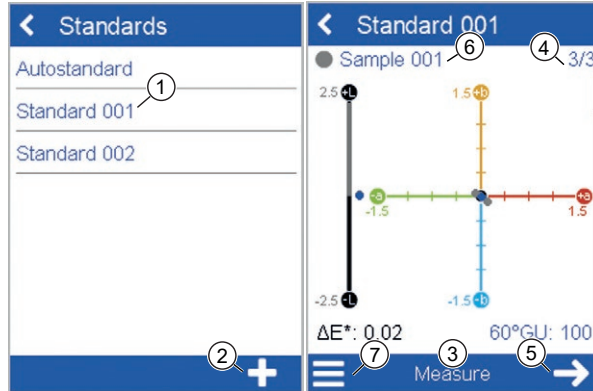 Standards
Autostandard
Standard 001
1
Standard 002
2
Standard 001
6
4
Sample 001
3/3
2.5 +L
1.5 +b
-a
+a
-1.5
1.5
-2.5 -L
-1.5 -b
ΔE*: 0.02
60°GU: 100
7
3
5
Measure